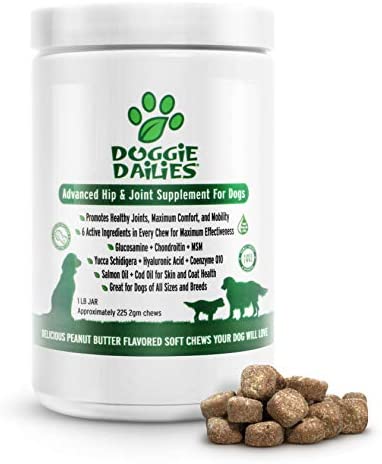 DOGGIE
DAILIES®
Advanced Hip & Joint Supplement For Dogs
• Promotes Healthy Joints, Maximum Comfort, and Mobility
• 6 Active Ingredients in Every Chew for Maximum Effectiveness
Glucosamine + Chondroitin + MSM
• Yucca Schidigera + Hyaluronic Acid + Coenzyme Q10
• Salmon Oil + Cod Oil for Skin and Coat Health
• Great for Dogs of All Sizes and Breeds
1 LB JAR
Approximately 225 2gm chews
DELICIOUS PEANUT BUTTER FLAVORED SOFT CHEWS YOUR DOG WILL LOVE